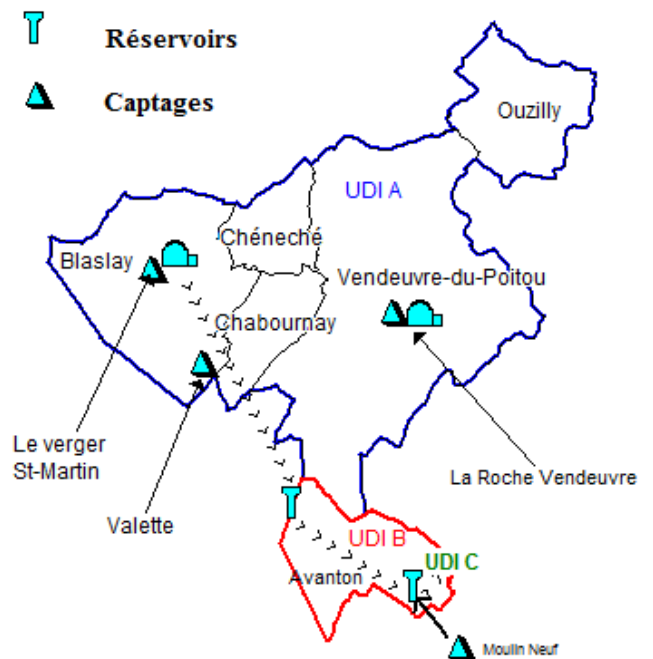 Réservoirs
Captages
Ouzilly
UDI A
Chéneché
Blaslay
Vendeuvre-du-Poitou
Chabournay
Le verger
St-Martin
La Roche Vendeuvre
Valette
UDI B
UDI C
Avanton
Moulin Neuf